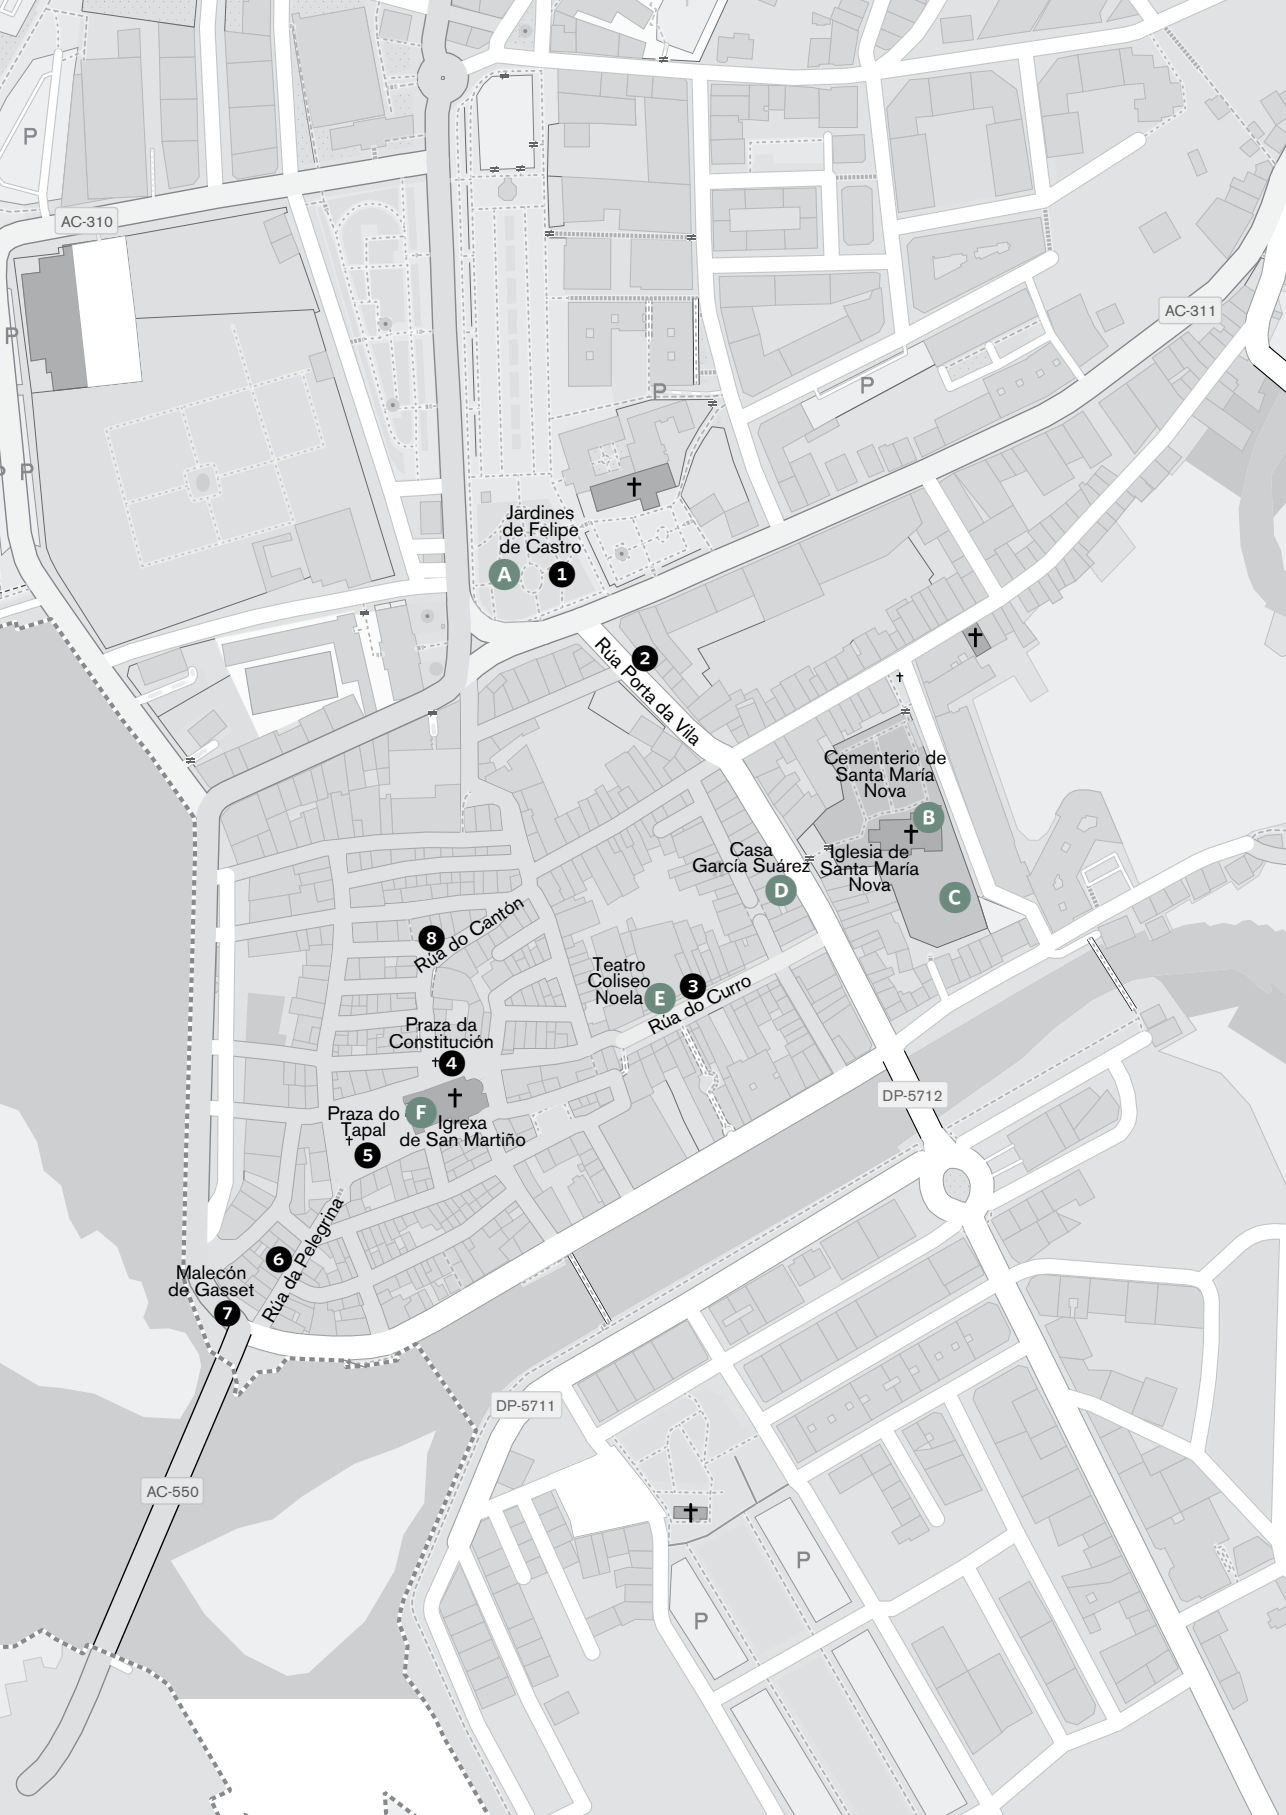 P
AC-310
P
AC-311
P
P
P
Jardines
de Felipe
de Castro
A
1
2
Rúa Porta da Vila
Cementerio de
Santa María
Nova
B
Casa
García Suárez
D
Iglesia de
Santa María
Nova
C
8
Rúa do Cantón
Teatro
Coliseo
Noela
E
3
Rúa do Curro
Praza da
Constitución
4
DP-5712
F
Praza do
Tapal
5
Igrexa
de San Martiño
Rúa da Pelegrina
6
Malecón
de Gasset
7
DP-5711
AC-550
P
P